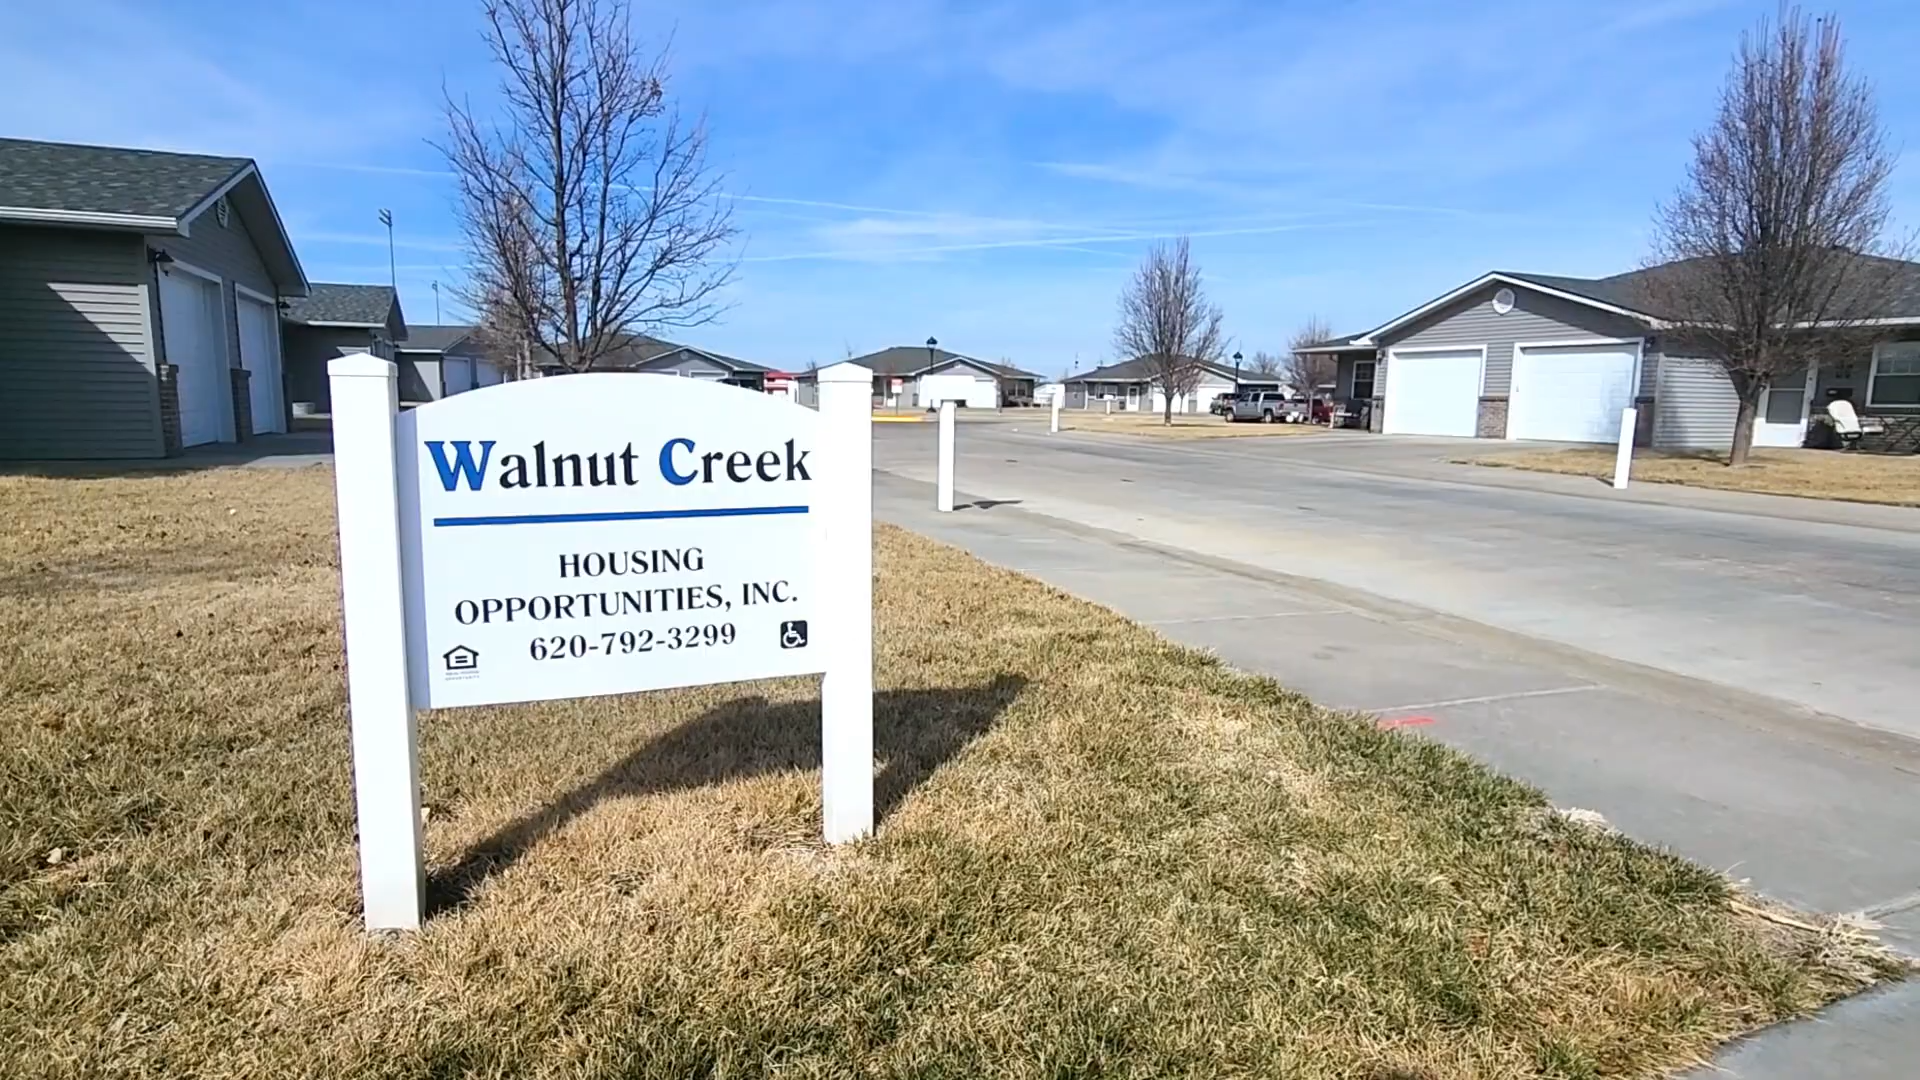 Walnut Creek
HOUSING
OPPORTUNITIES, INC.
620-792-3299